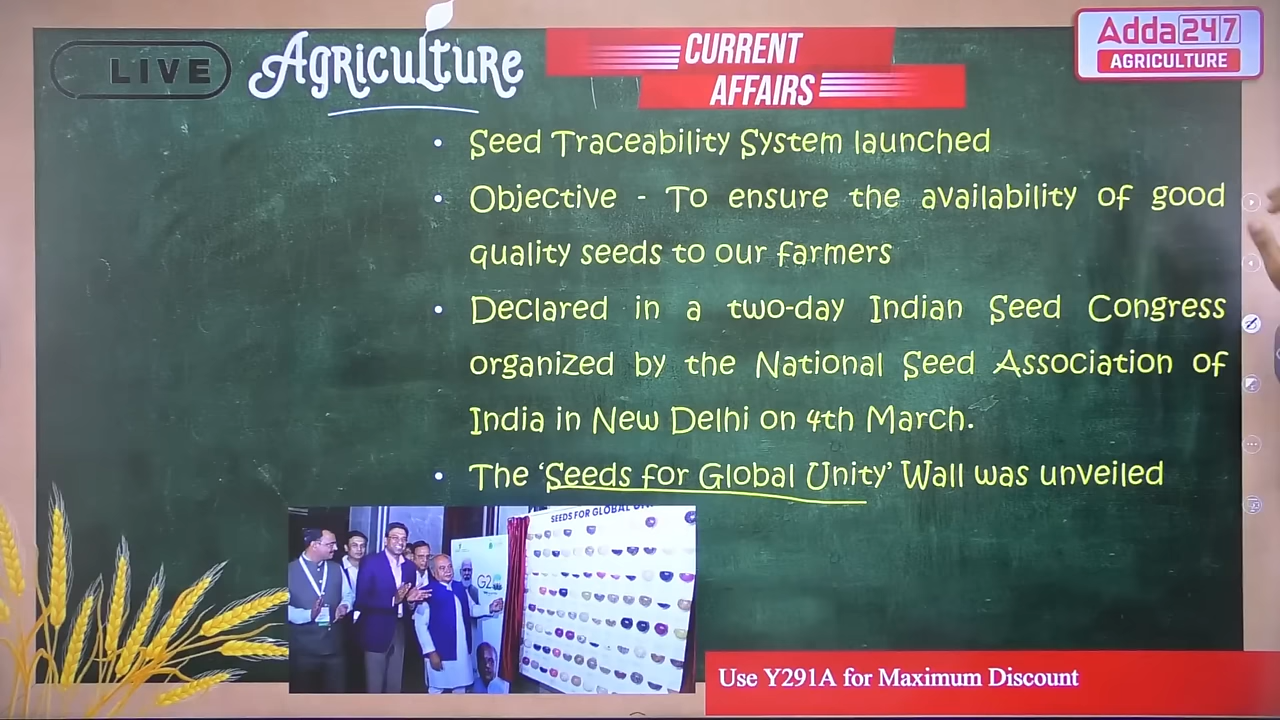 LIVE
Agriculture
CURRENT
AFFAIRS
Adda247
AGRICULTURE
• Seed Traceability System launched
• Objective - To ensure the availability of good
quality seeds to our farmers
• Declared in a two-day Indian Seed Congress
organized by the National Seed Association of
India in New Delhi on 4th March.
• The ‘Seeds for Global Unity’ Wall was unveiled
SEEDS FOR GLOBAL
G20
Use Y291A for Maximum Discount